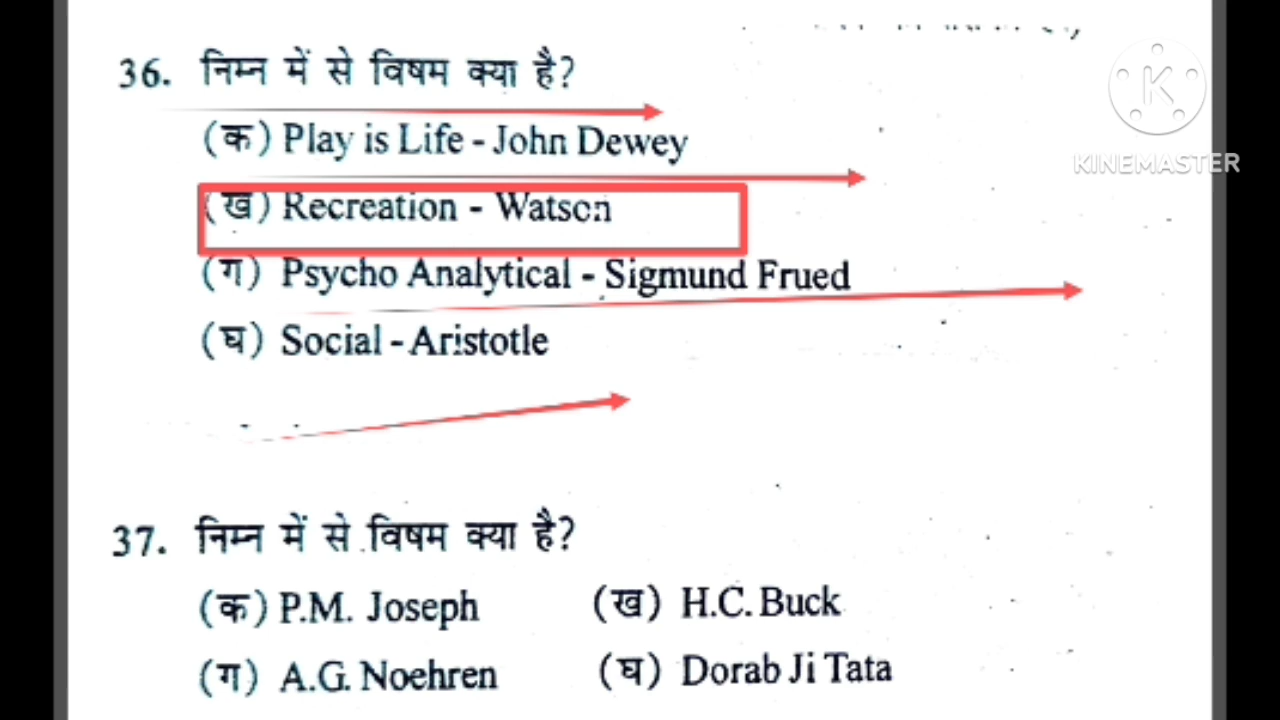 36. निम्न में से विषम क्या है?
K
KINEMASTER
(क) Play is Life - John Dewey
(ख) Recreation - Watson
(ग) Psycho Analytical - Sigmund Frued
(घ) Social - Aristotle
37. निम्न में से विषम क्या है?
(क) P.M. Joseph (ख) H.C. Buck
(ग) A.G. Noehren (घ) Dorab Ji Tata